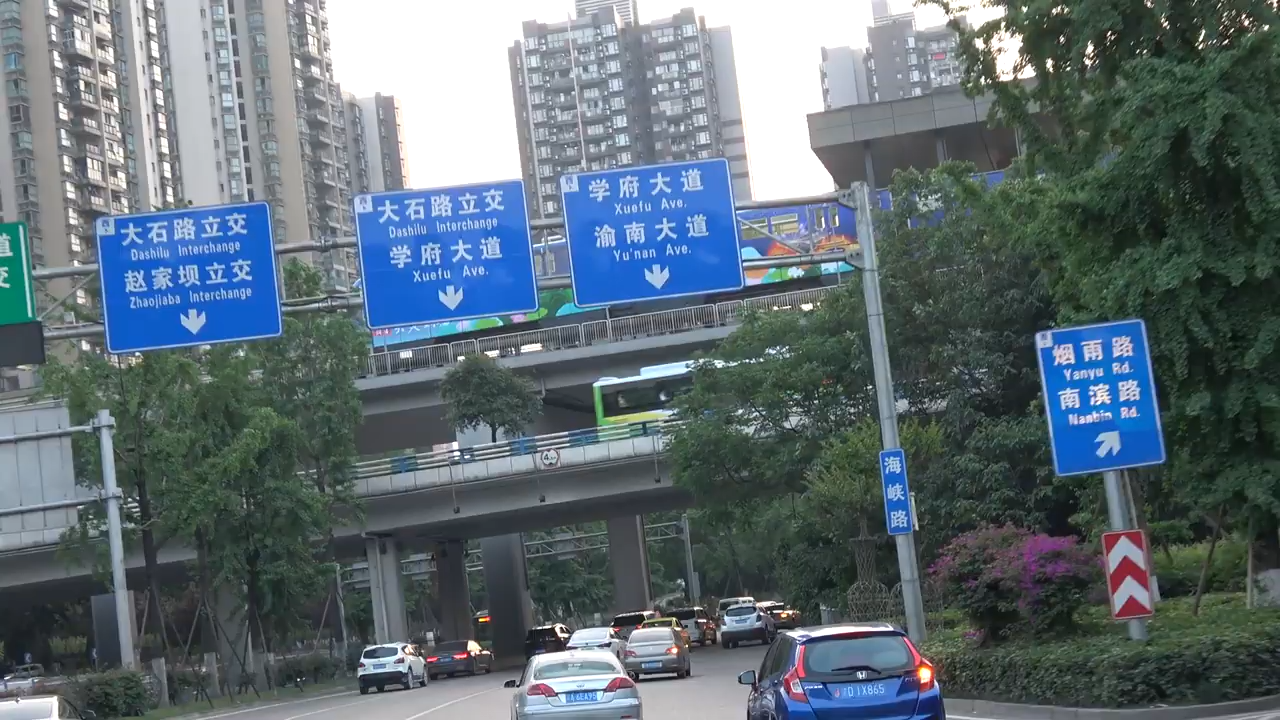 道
交
大石路立交
Dashilu Interchange
赵家坝立交
Zhaojiaba Interchange
大石路立交
Dashilu Interchange
学府大道
Xuefu Ave.
学府大道
Xuefu Ave.
渝南大道
Yu'nan Ave.
烟雨路
Yanyu Rd.
南滨路
Nanbin Rd.
海峡路